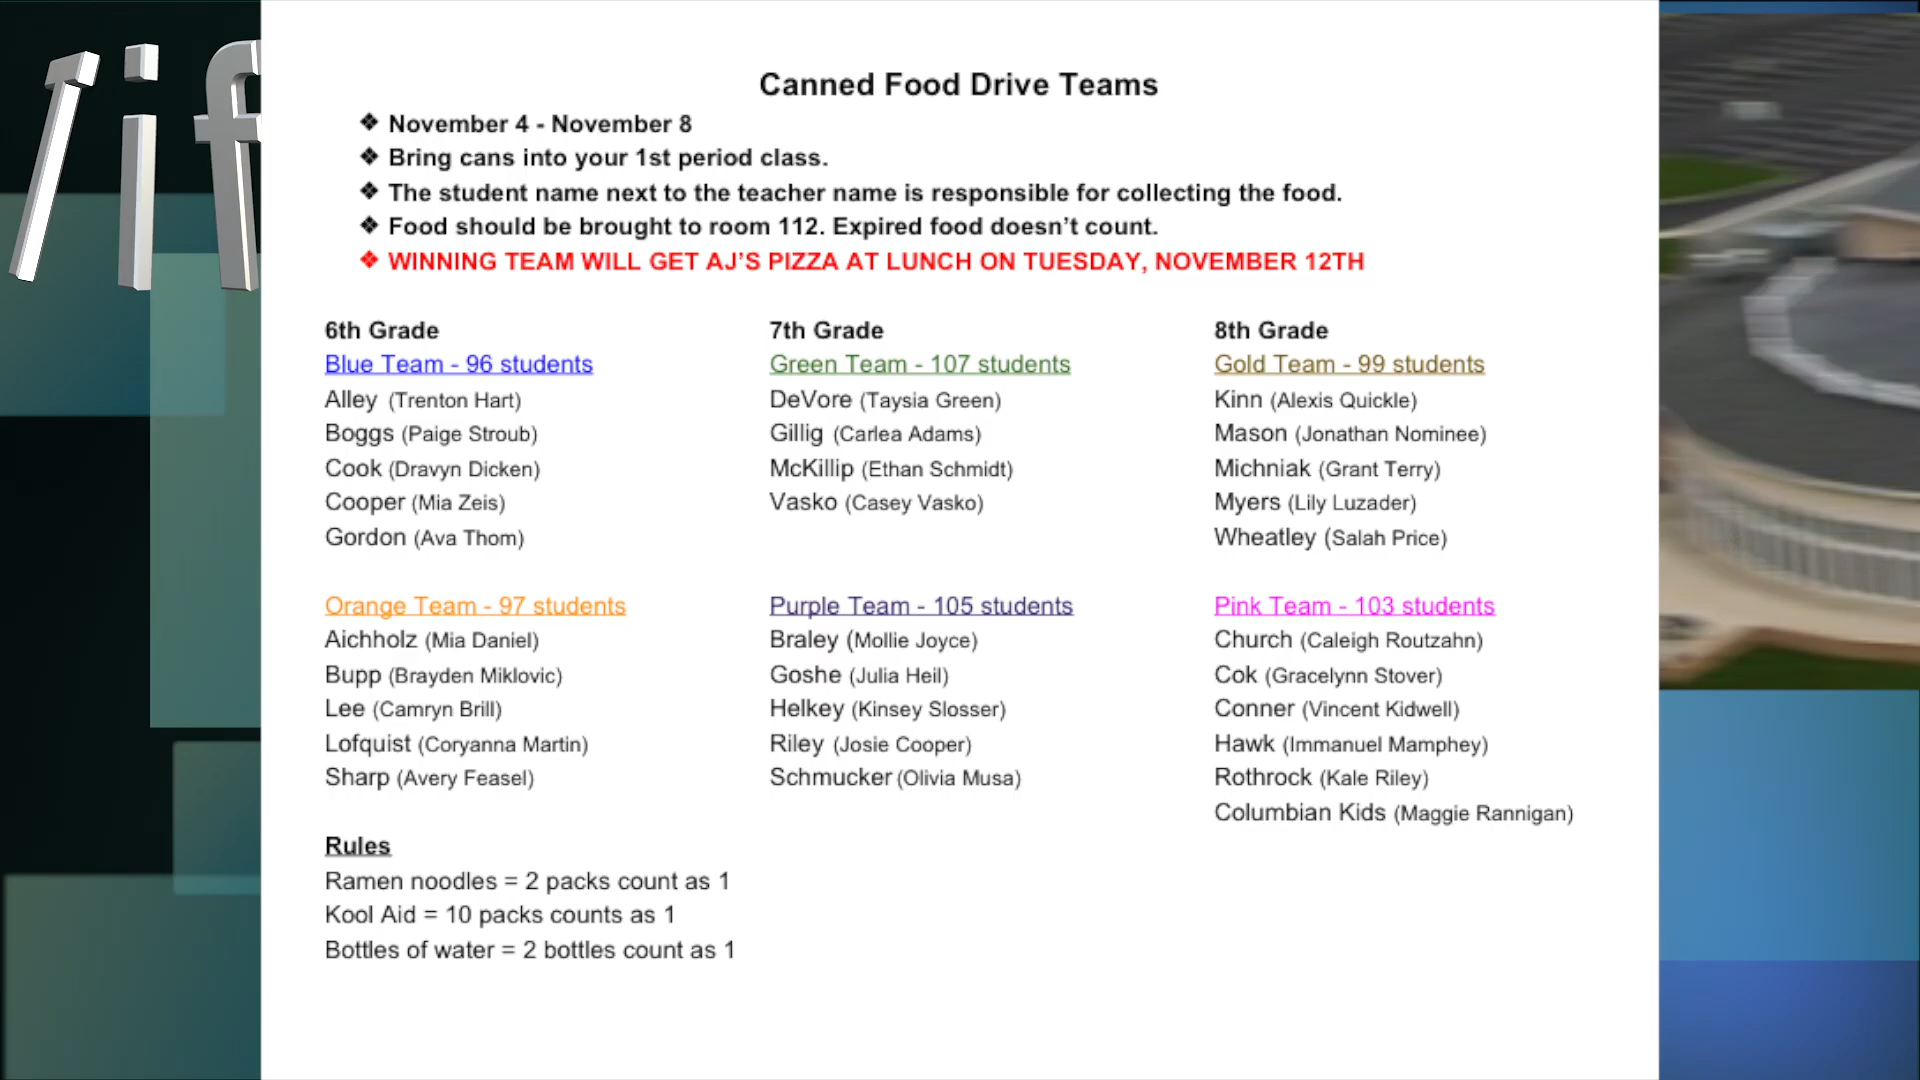 Tif
Canned Food Drive Teams
❖ November 4 - November 8
❖ Bring cans into your 1st period class.
❖ The student name next to the teacher name is responsible for collecting the food.
❖ Food should be brought to room 112. Expired food doesn’t count.
❖ WINNING TEAM WILL GET AJ’S PIZZA AT LUNCH ON TUESDAY, NOVEMBER 12TH
6th Grade
Blue Team - 96 students
Alley (Trenton Hart)
Boggs (Paige Stroub)
Cook (Dravyn Dicken)
Cooper (Mia Zeis)
Gordon (Ava Thom)
Orange Team - 97 students
Aichholz (Mia Daniel)
Bupp (Brayden Miklovic)
Lee (Camryn Brill)
Lofquist (Coryanna Martin)
Sharp (Avery Feasel)
7th Grade
Green Team - 107 students
DeVore (Taysia Green)
Gillig (Carlea Adams)
McKillip (Ethan Schmidt)
Vasko (Casey Vasko)
Purple Team - 105 students
Braley (Mollie Joyce)
Goshe (Julia Heil)
Helkey (Kinsey Slosser)
Riley (Josie Cooper)
Schmucker (Olivia Musa)
8th Grade
Gold Team - 99 students
Kinn (Alexis Quickle)
Mason (Jonathan Nominee)
Michniak (Grant Terry)
Myers (Lily Luzader)
Wheatley (Salah Price)
Pink Team - 103 students
Church (Caleigh Routzahn)
Cok (Gracelynn Stover)
Conner (Vincent Kidwell)
Hawk (Immanuel Mamphey)
Rothrock (Kale Riley)
Columbian Kids (Maggie Rannigan)
Rules
Ramen noodles = 2 packs count as 1
Kool Aid = 10 packs counts as 1
Bottles of water = 2 bottles count as 1